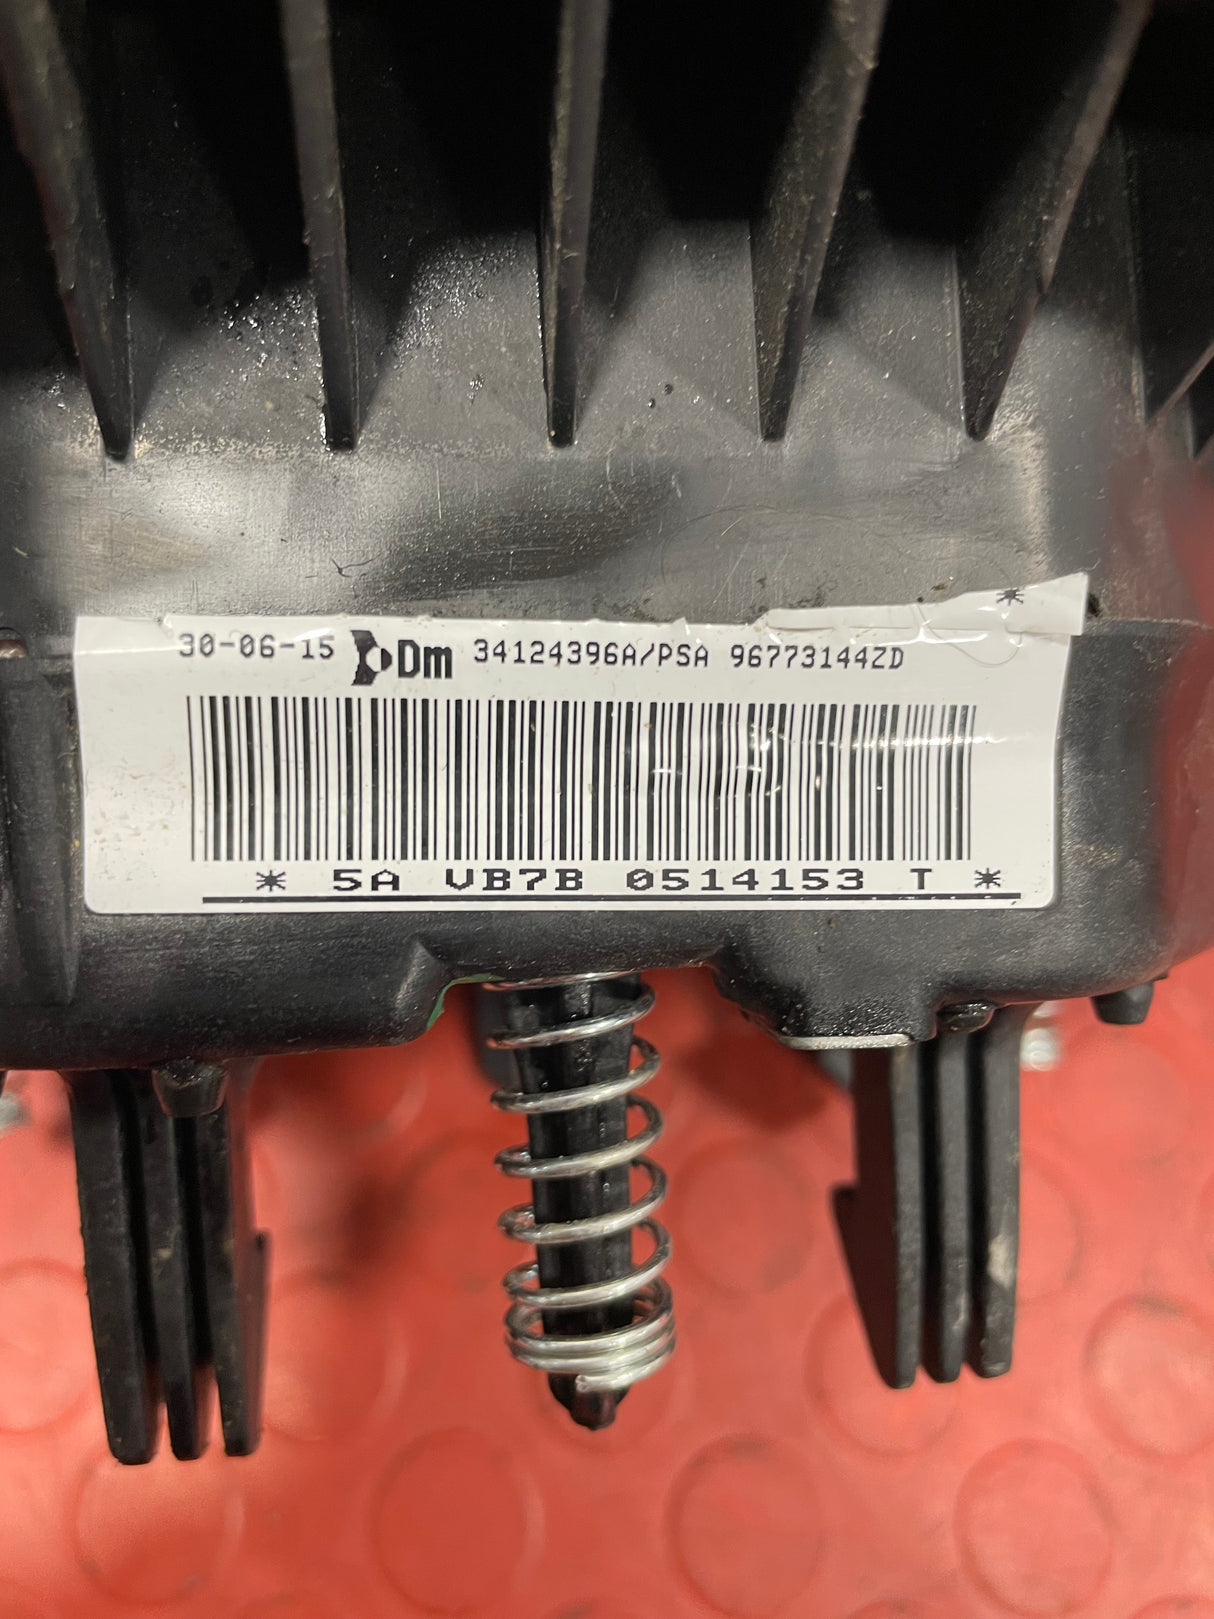 30-06-15 Dm 34124396A/PSA 96773144ZD
*
* 5A VB7B 0514153 T *